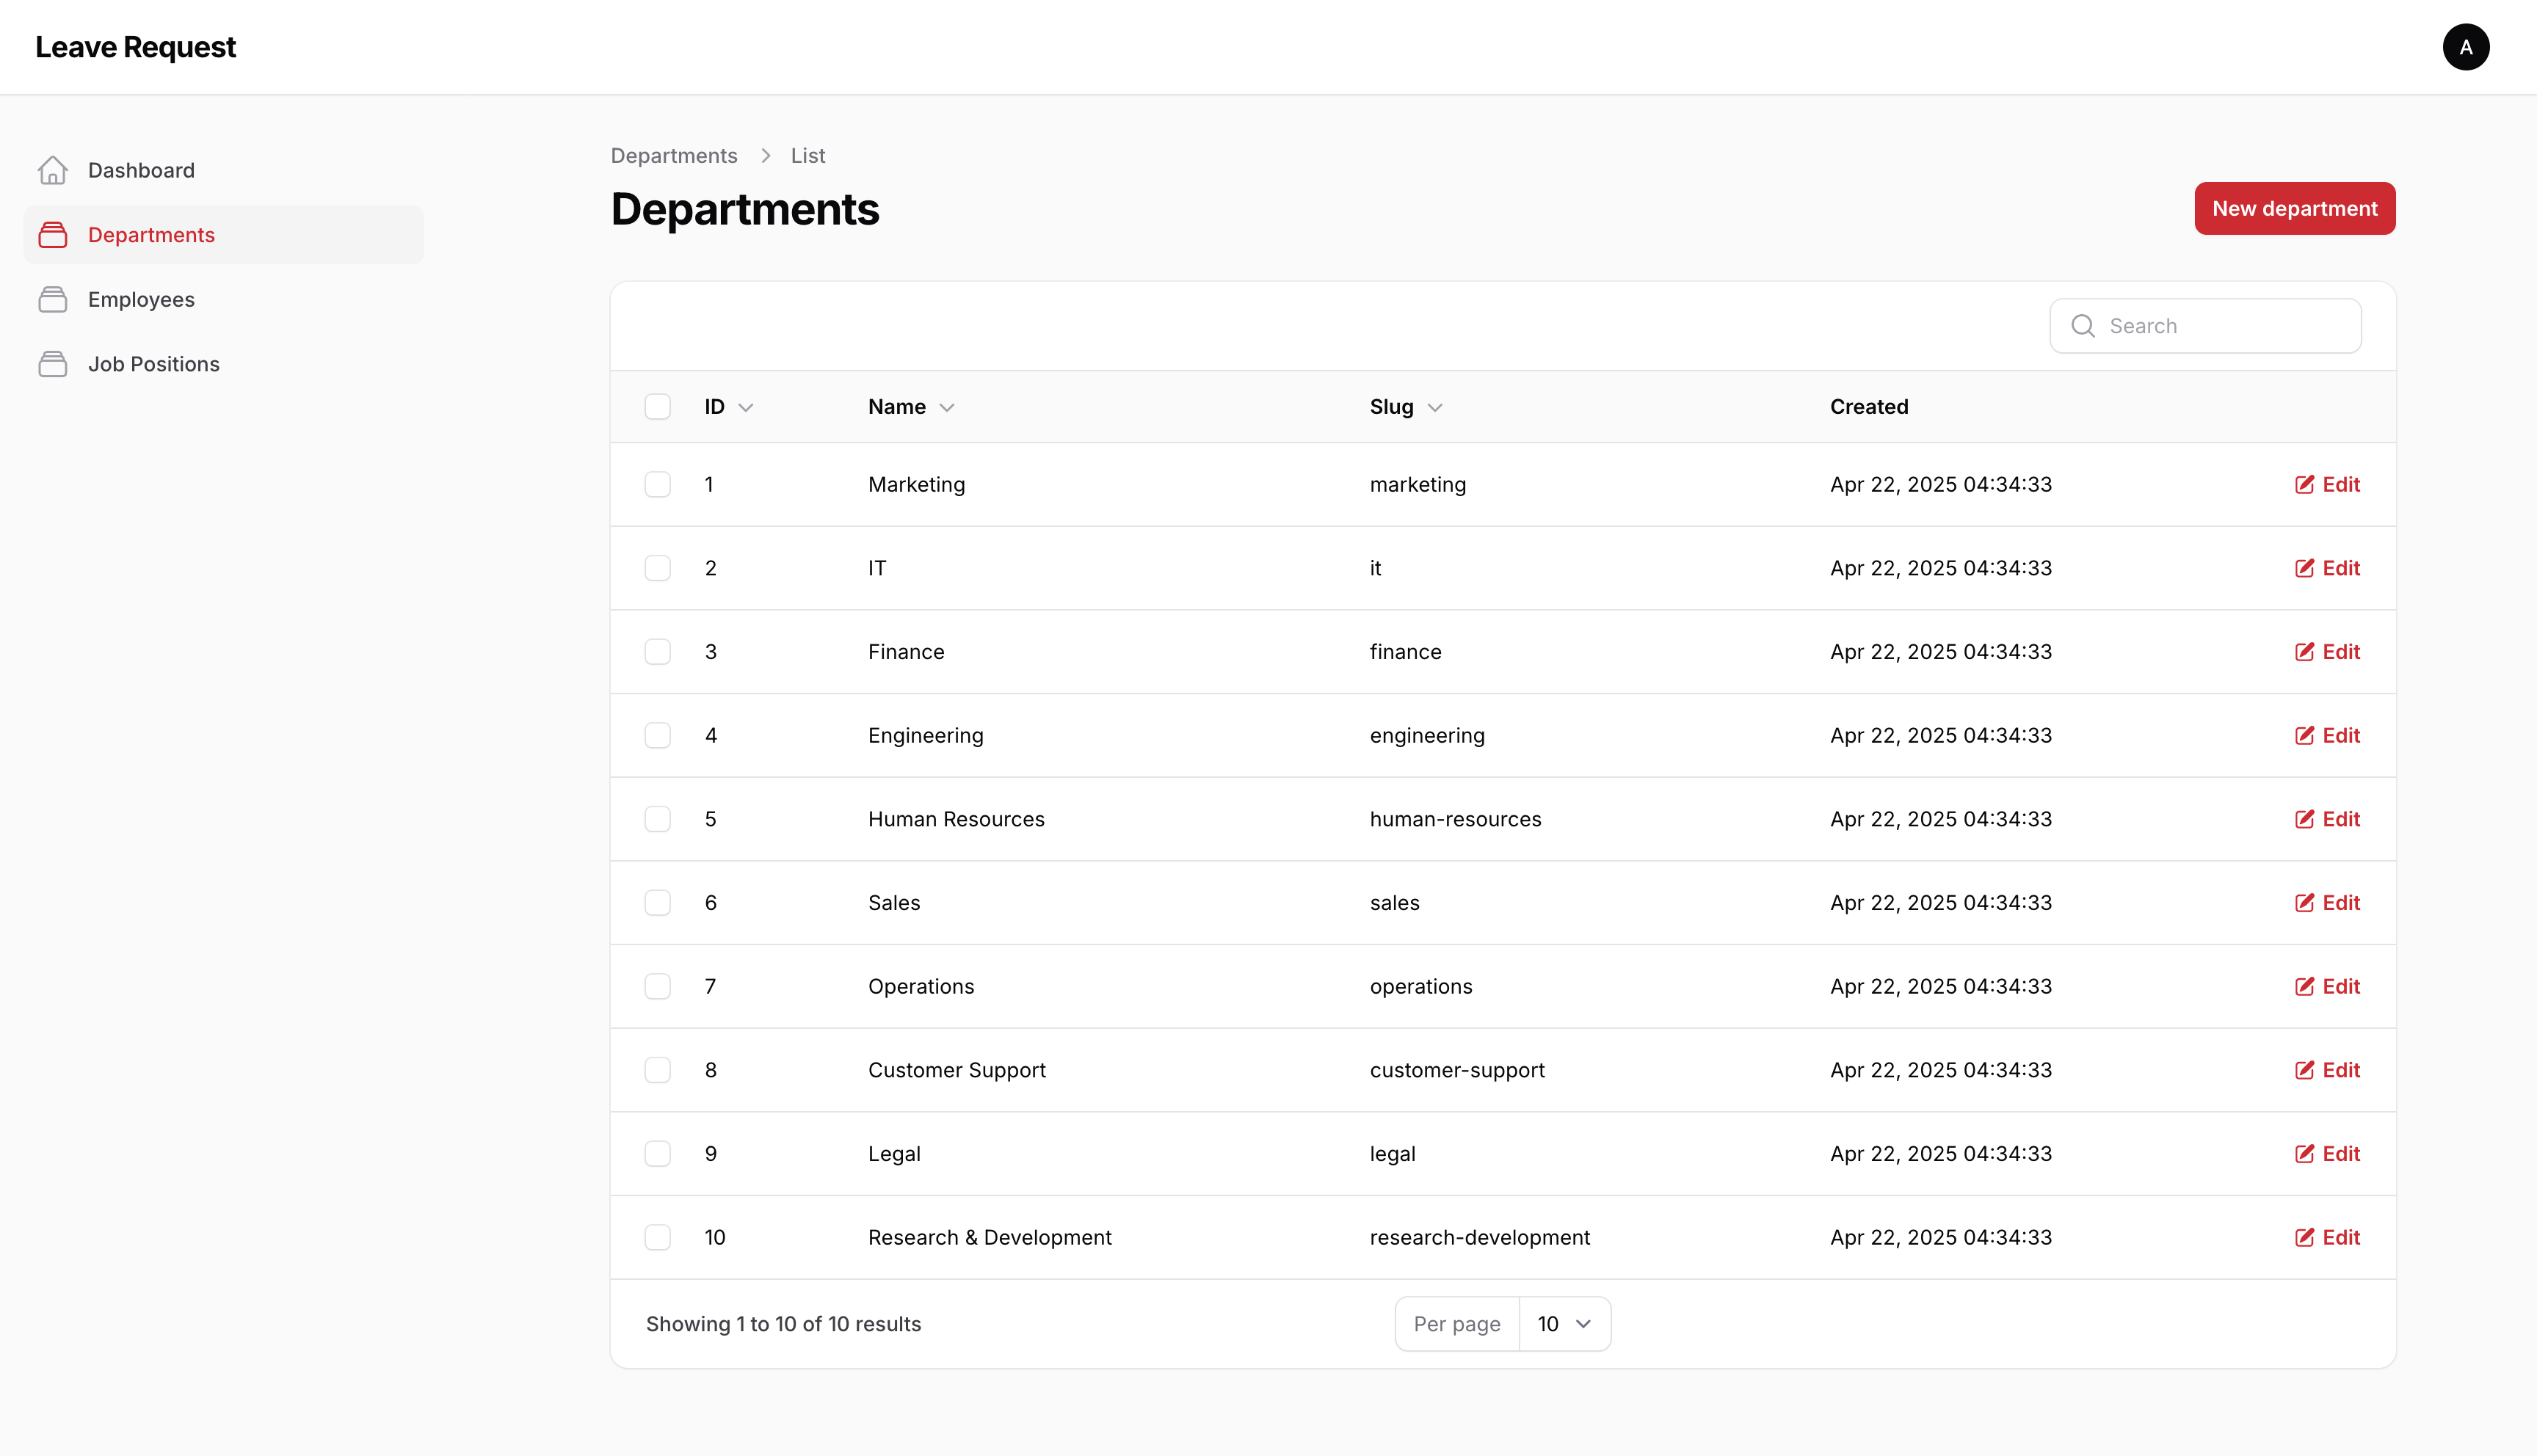 Leave Request
A
Dashboard
Departments
Employees
Job Positions
Departments > List
Departments
New department
Search
ID Name Slug Created
1 Marketing marketing Apr 22, 2025 04:34:33 Edit
2 IT it Apr 22, 2025 04:34:33 Edit
3 Finance finance Apr 22, 2025 04:34:33 Edit
4 Engineering engineering Apr 22, 2025 04:34:33 Edit
5 Human Resources human-resources Apr 22, 2025 04:34:33 Edit
6 Sales sales Apr 22, 2025 04:34:33 Edit
7 Operations operations Apr 22, 2025 04:34:33 Edit
8 Customer Support customer-support Apr 22, 2025 04:34:33 Edit
9 Legal legal Apr 22, 2025 04:34:33 Edit
10 Research & Development research-development Apr 22, 2025 04:34:33 Edit
Showing 1 to 10 of 10 results
Per page 10